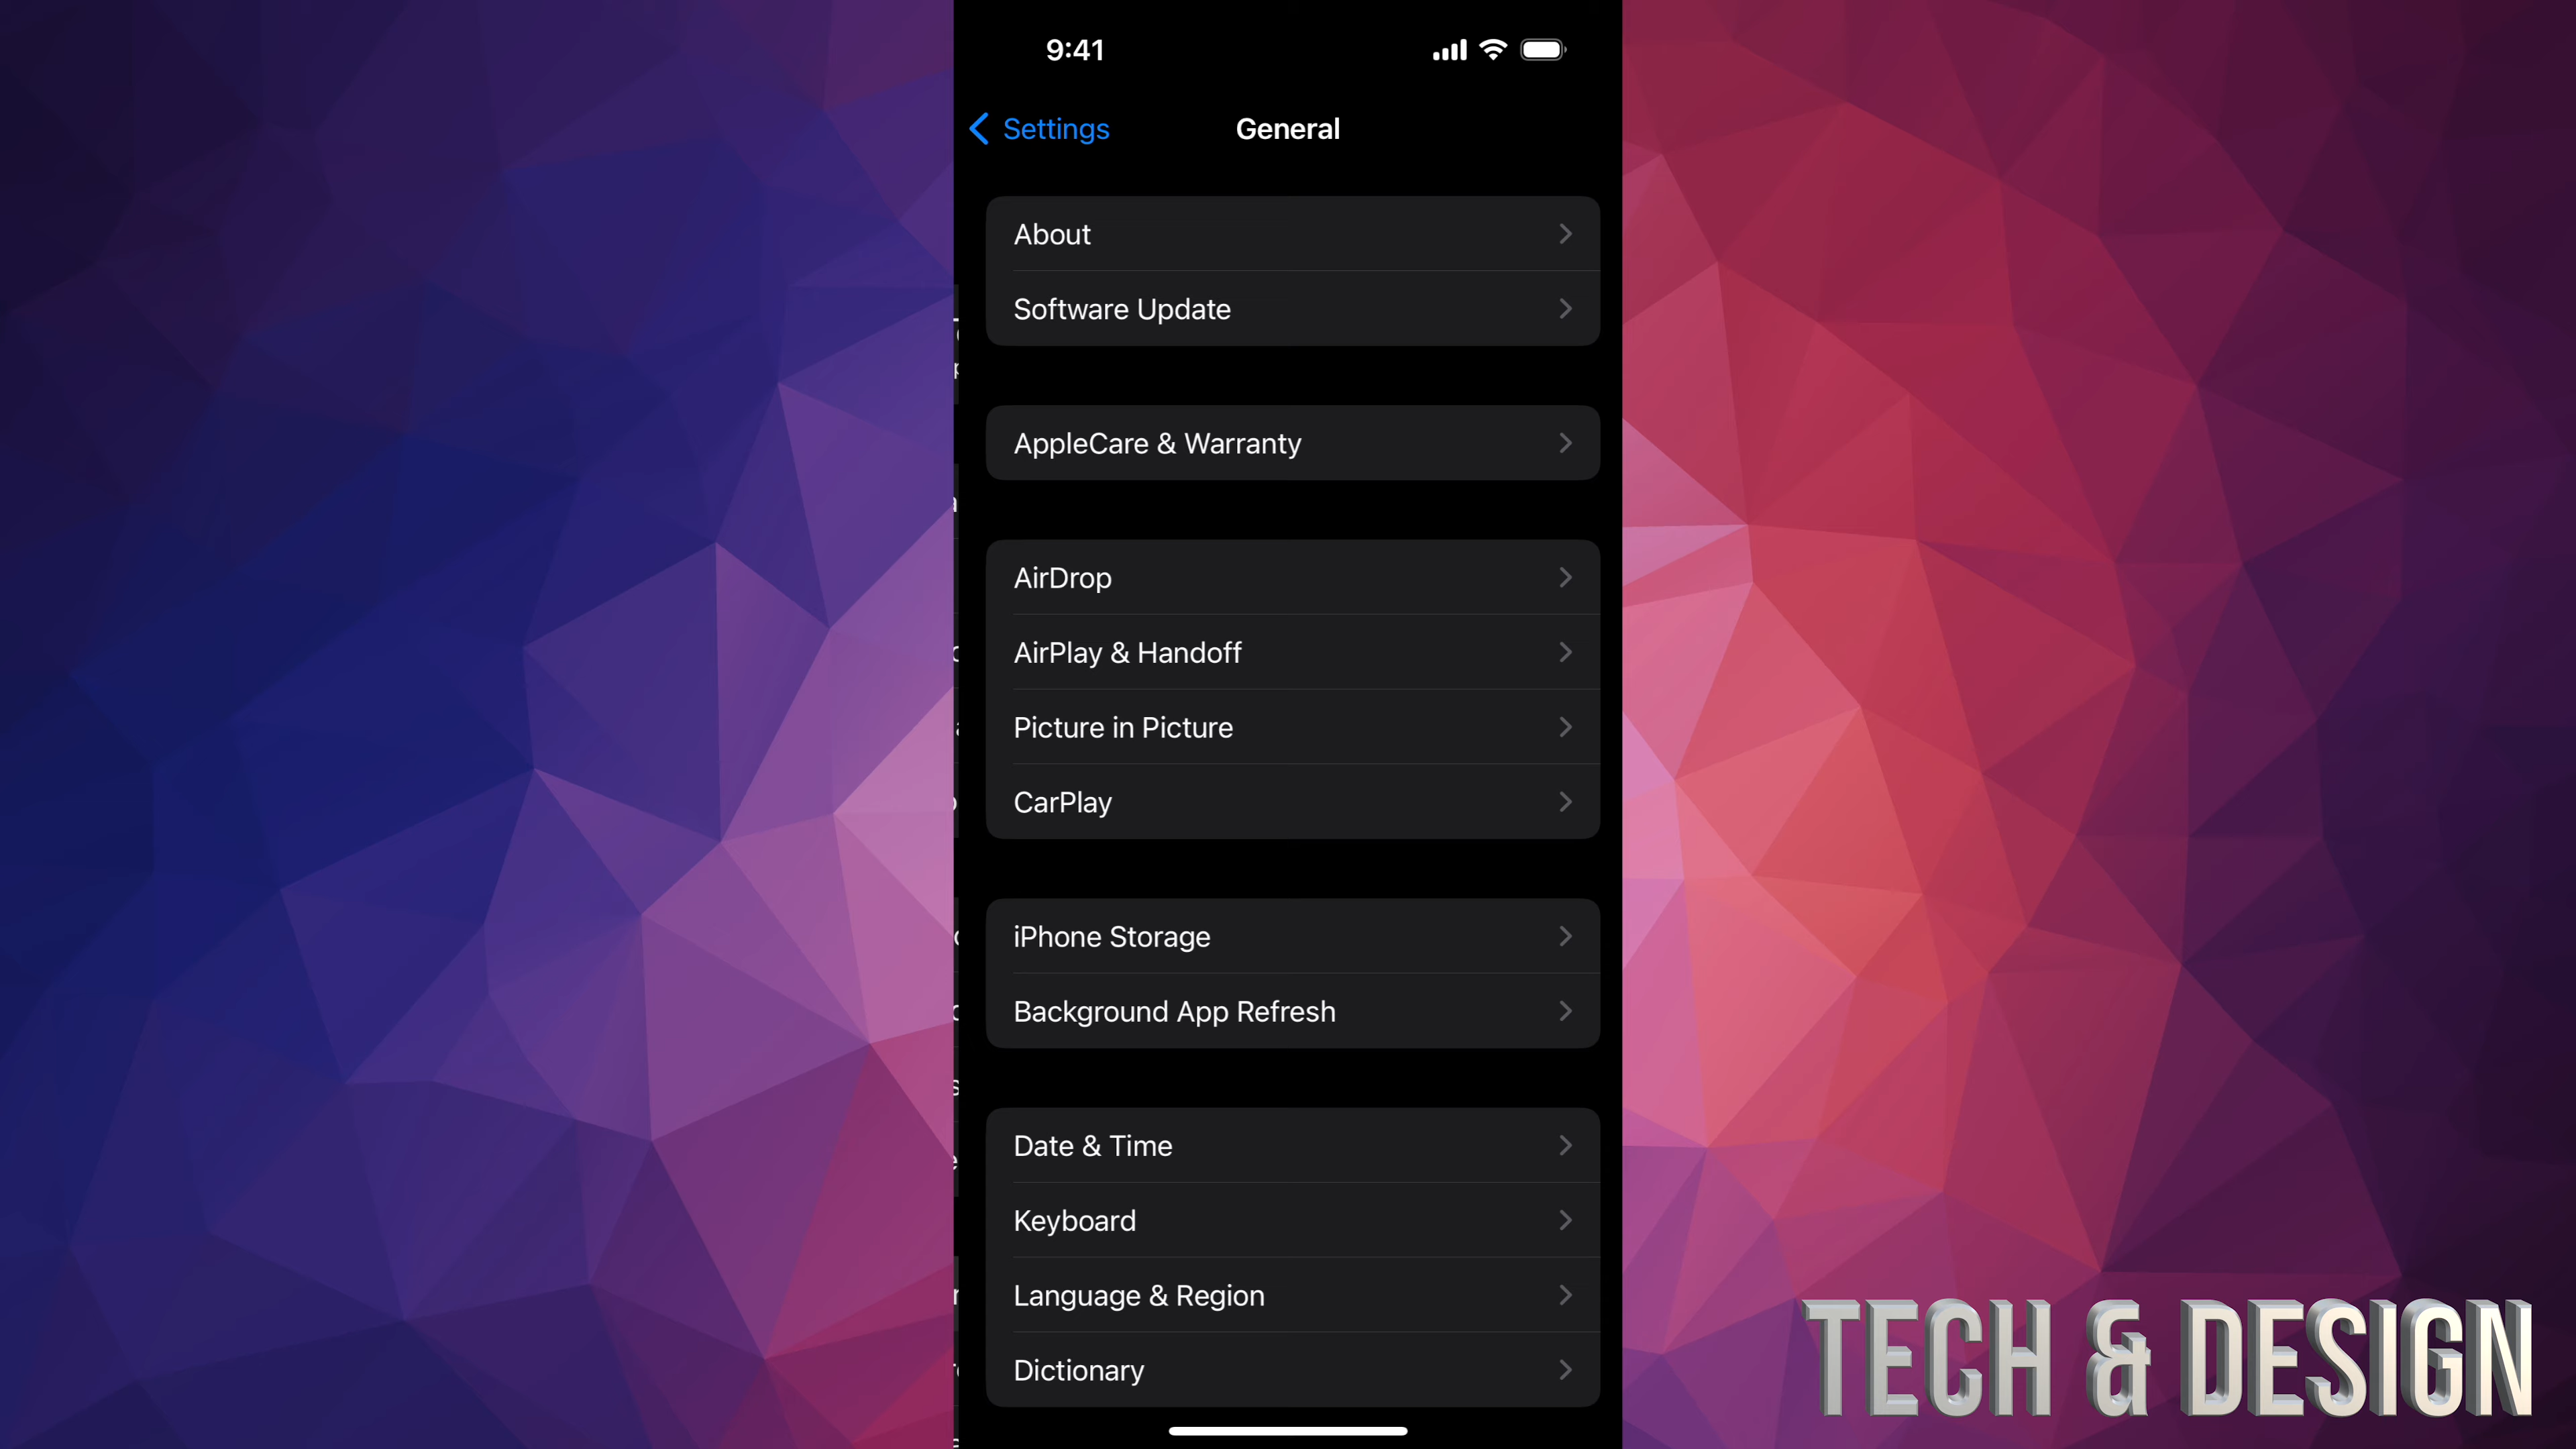 9:41
Settings
General
About
Software Update
AppleCare & Warranty
AirDrop
AirPlay & Handoff
Picture in Picture
CarPlay
iPhone Storage
Background App Refresh
Date & Time
Keyboard
Language & Region
Dictionary
TECH & DESIGN